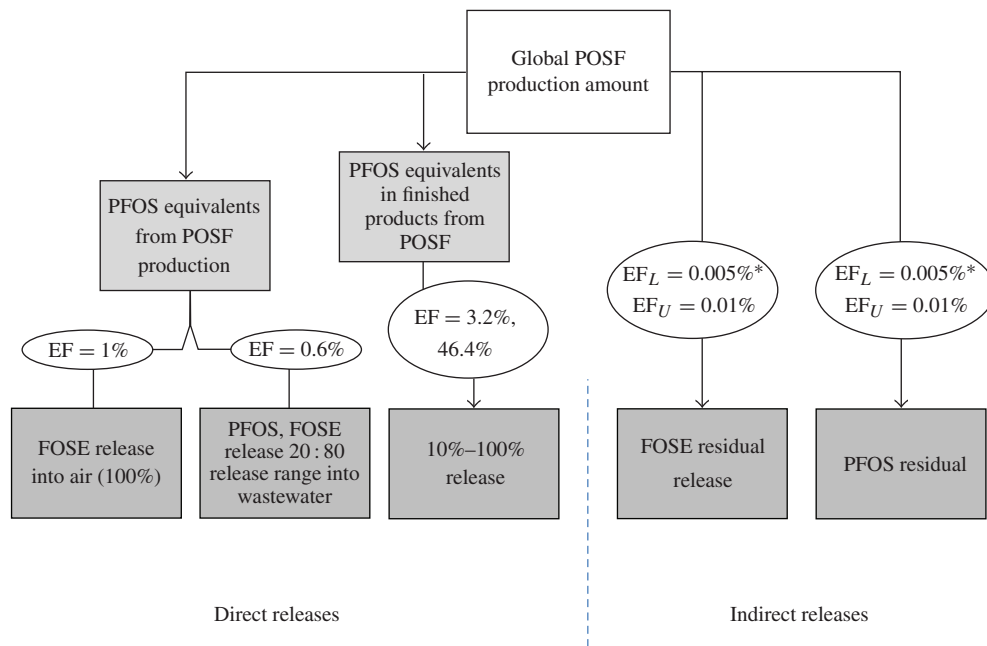 Global POSF
production amount
PFOS equivalents
from POSF
production
PFOS equivalents
in finished
products from
POSF
EF = 1%
EF = 0.6%
EF = 3.2%,
46.4%
EF_L = 0.005%*
EF_U = 0.01%
EF_L = 0.005%*
EF_U = 0.01%
FOSE release
into air (100%)
PFOS, FOSE
release 20 : 80
release range into
wastewater
10%–100%
release
FOSE residual
release
PFOS residual
Direct releases
Indirect releases